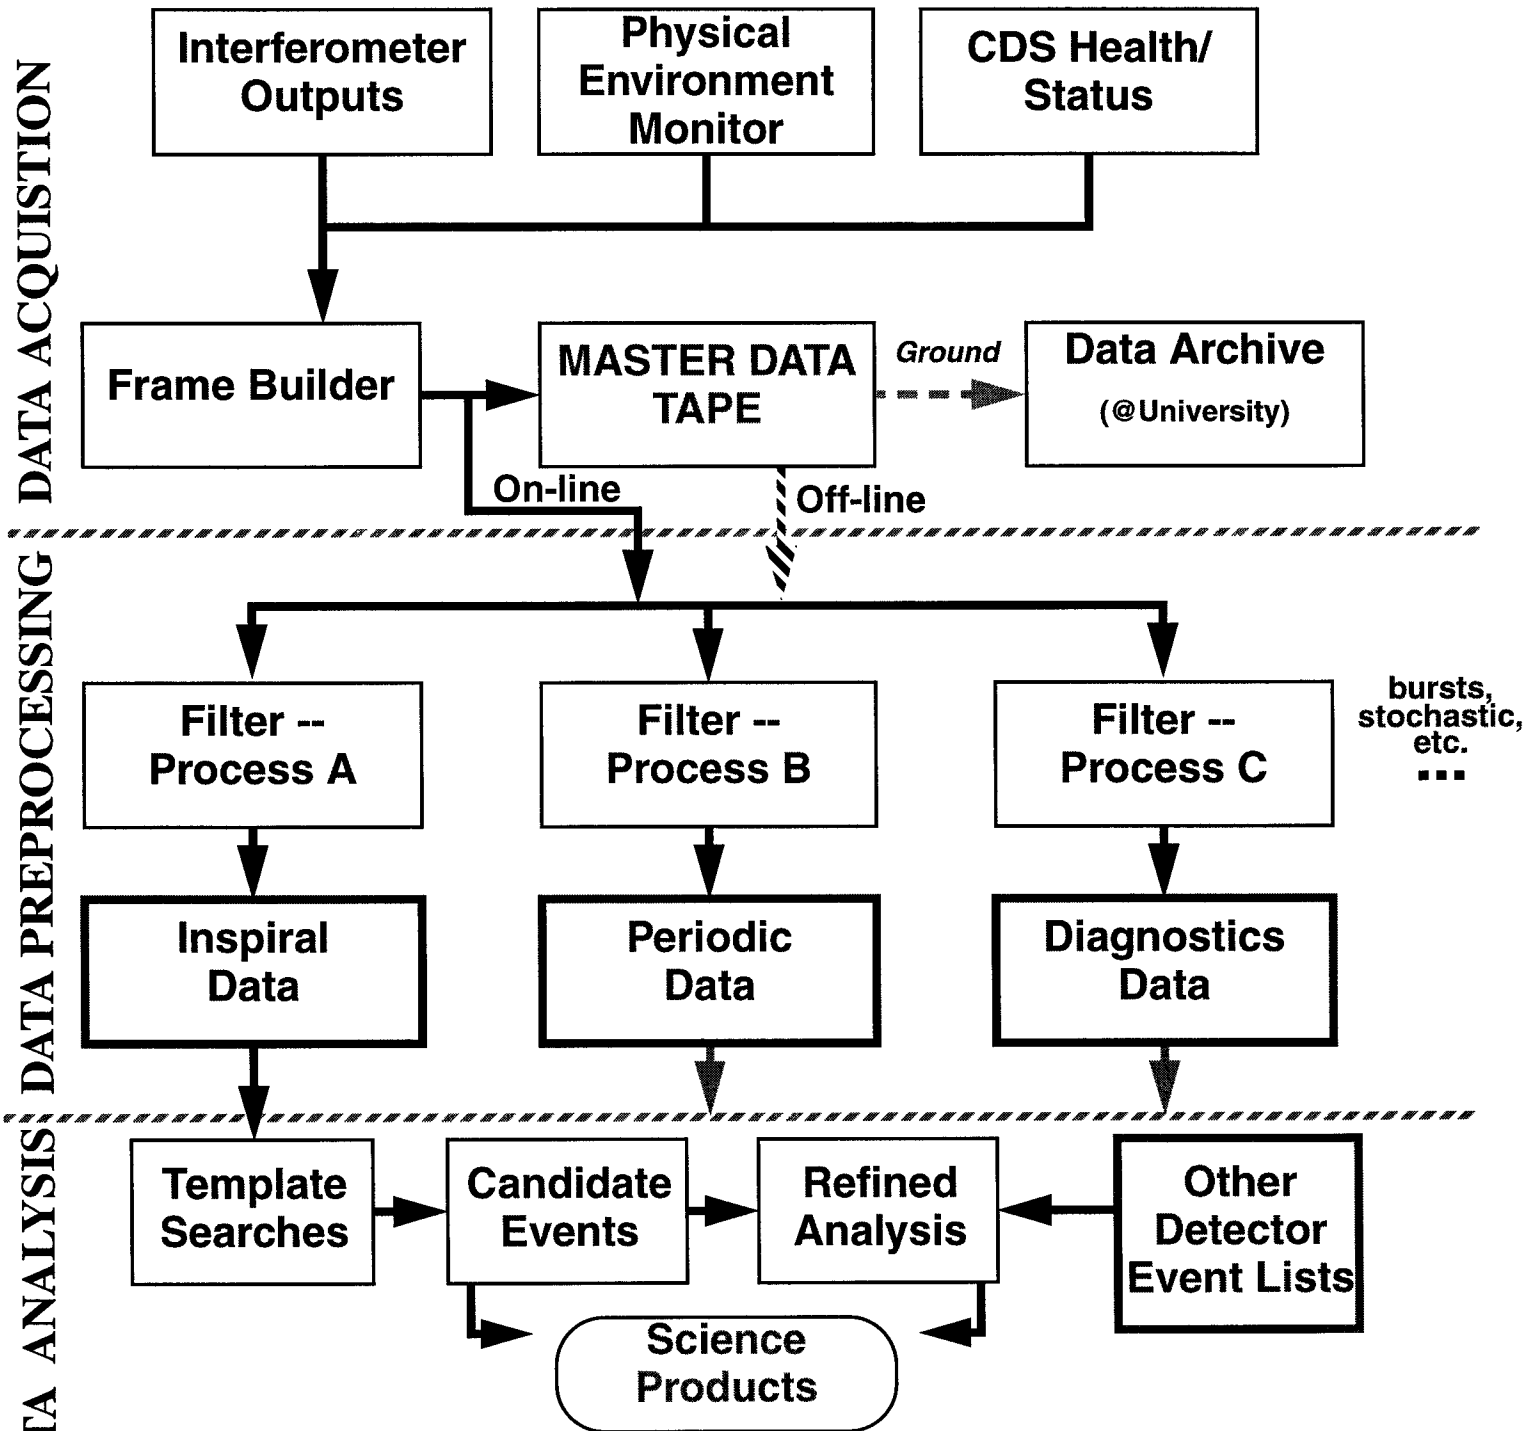 Interferometer
Outputs
Physical
Environment
Monitor
CDS Health/
Status
DATA ACQUISTION
Frame Builder
MASTER DATA
TAPE
Ground
Data Archive
(@University)
On-line
Off-line
DATA PREPROCESSING
Filter --
Process A
Filter --
Process B
Filter --
Process C
bursts,
stochastic,
etc.
...
Inspiral
Data
Periodic
Data
Diagnostics
Data
TA ANALYSIS
Template
Searches
Candidate
Events
Refined
Analysis
Other
Detector
Event Lists
Science
Products